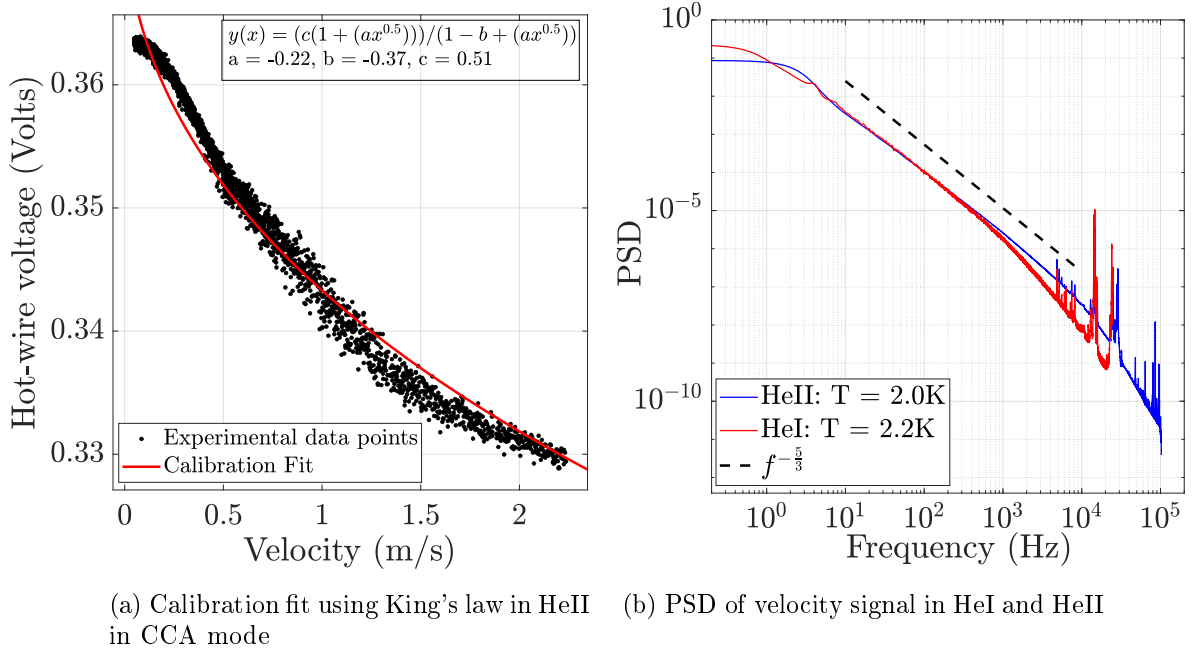 y(x) = (c(1 + (ax^{0.5})))/(1 − b + (ax^{0.5}))
a = -0.22, b = -0.37, c = 0.51
0.36
0.35
0.34
0.33
Hot-wire voltage (Volts)
Experimental data points
Calibration Fit
0 0.5 1 1.5 2
Velocity (m/s)
(a) Calibration fit using King's law in HeII
in CCA mode
10^0
10^{-5}
10^{-10}
PSD
HeII: T = 2.0K
HeI: T = 2.2K
f^{-\frac{5}{3}}
10^0 10^1 10^2 10^3 10^4 10^5
Frequency (Hz)
(b) PSD of velocity signal in HeI and HeII